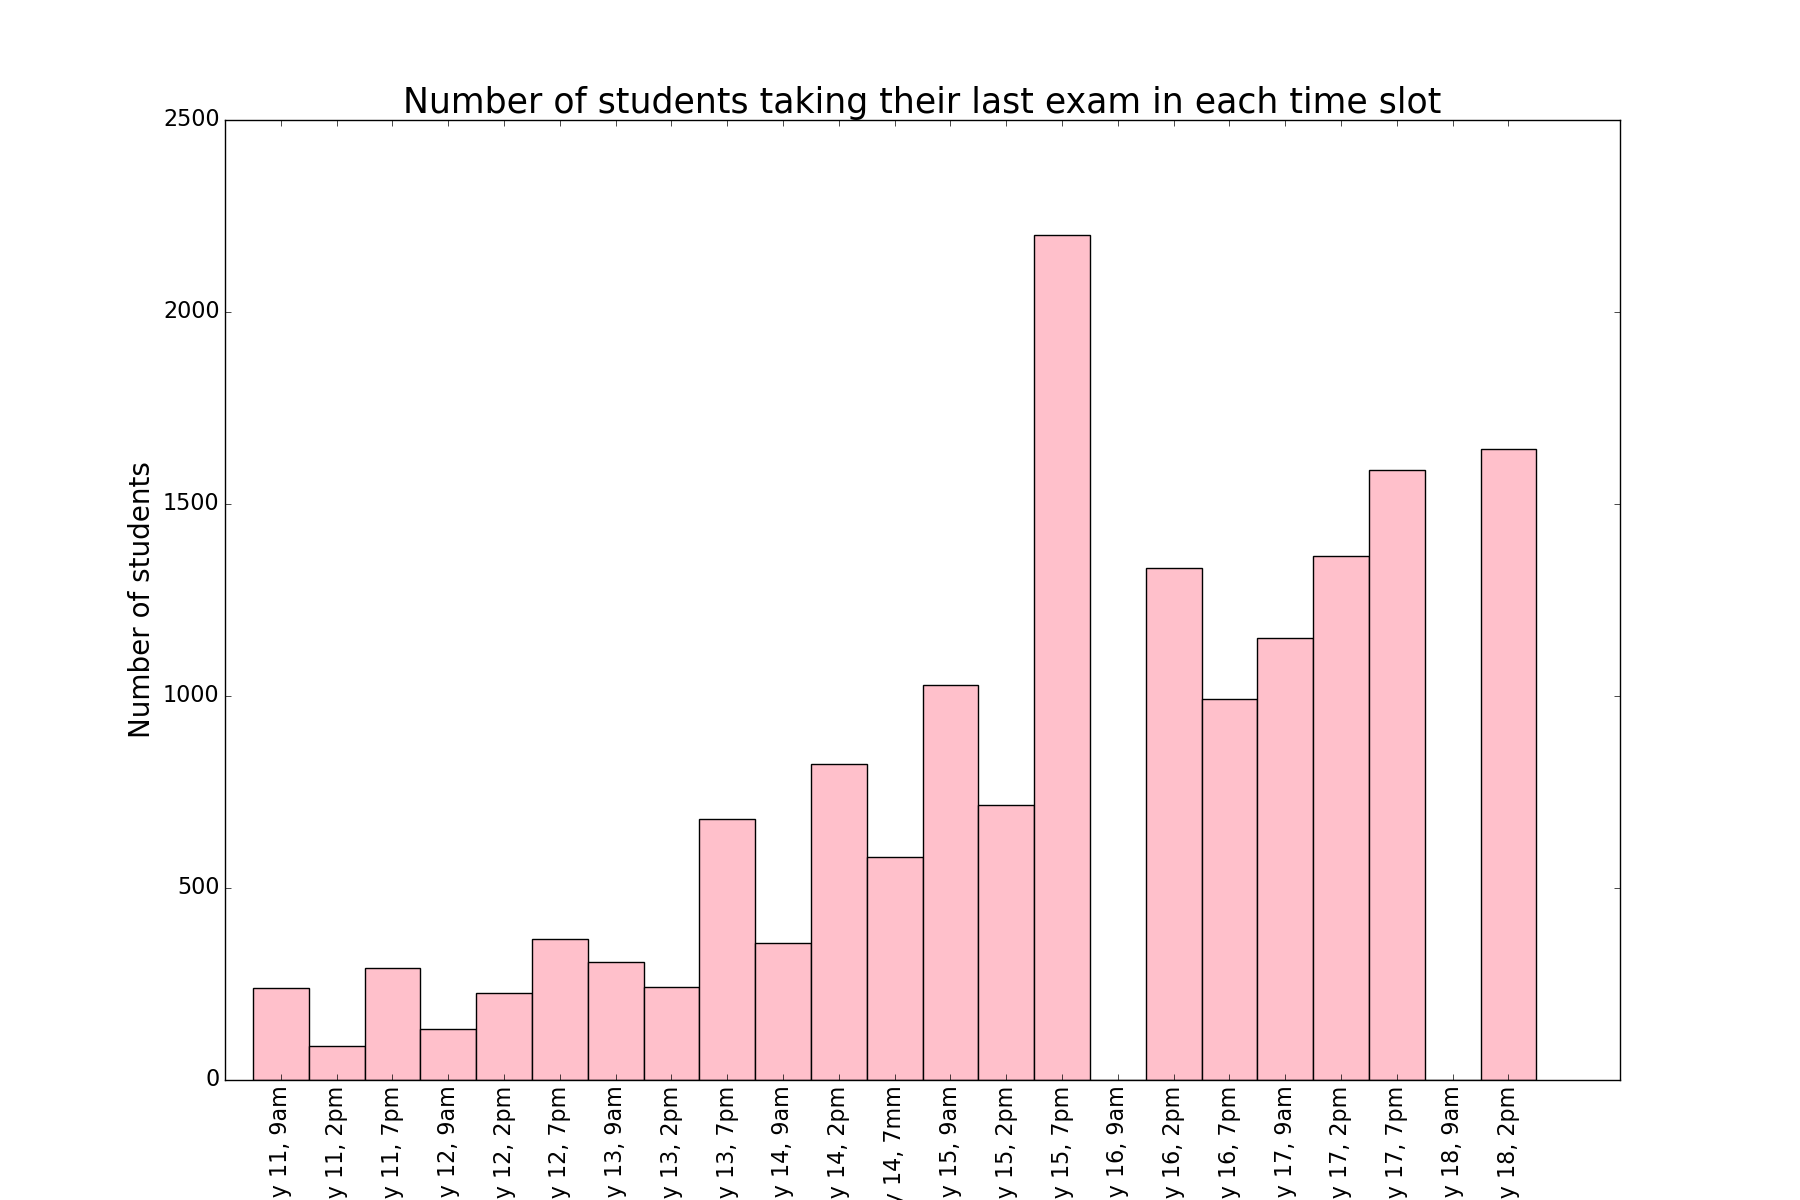 Number of students taking their last exam in each time slot
Number of students
2500
2000
1500
1000
500
0
y 11, 9am
y 11, 2pm
y 11, 7pm
y 12, 9am
y 12, 2pm
y 12, 7pm
y 13, 9am
y 13, 2pm
y 13, 7pm
y 14, 9am
y 14, 2pm
y 14, 7mm
y 15, 9am
y 15, 2pm
y 15, 7pm
y 16, 9am
y 16, 2pm
y 16, 7pm
y 17, 9am
y 17, 2pm
y 17, 7pm
y 18, 9am
y 18, 2pm